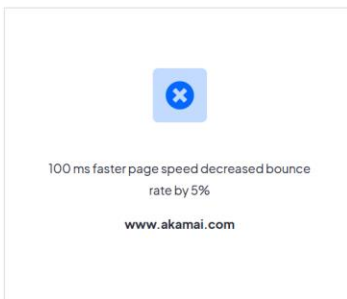 100 ms faster page speed decreased bounce
rate by 5%
www.akamai.com